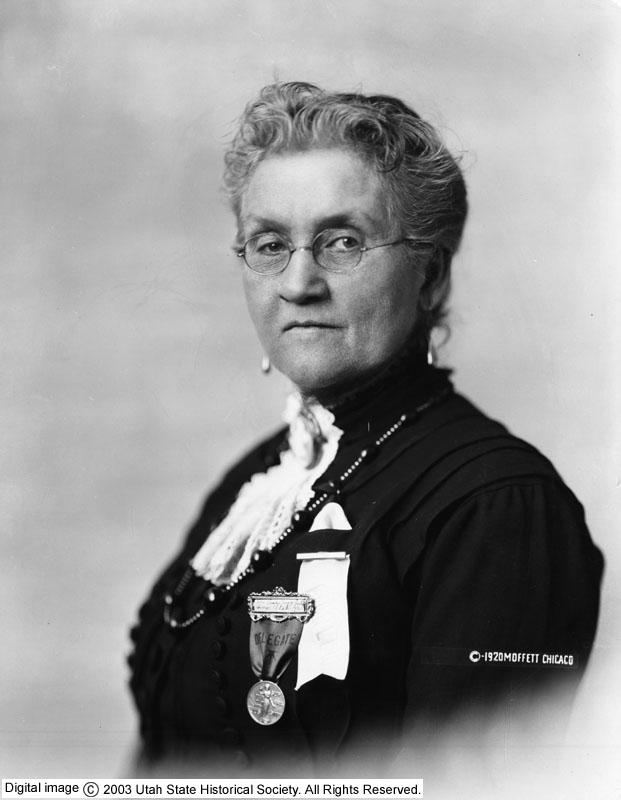 DELEGATE
©-1920 MOFFETT CHICAGO
Digital image © 2003 Utah State Historical Society. All Rights Reserved.